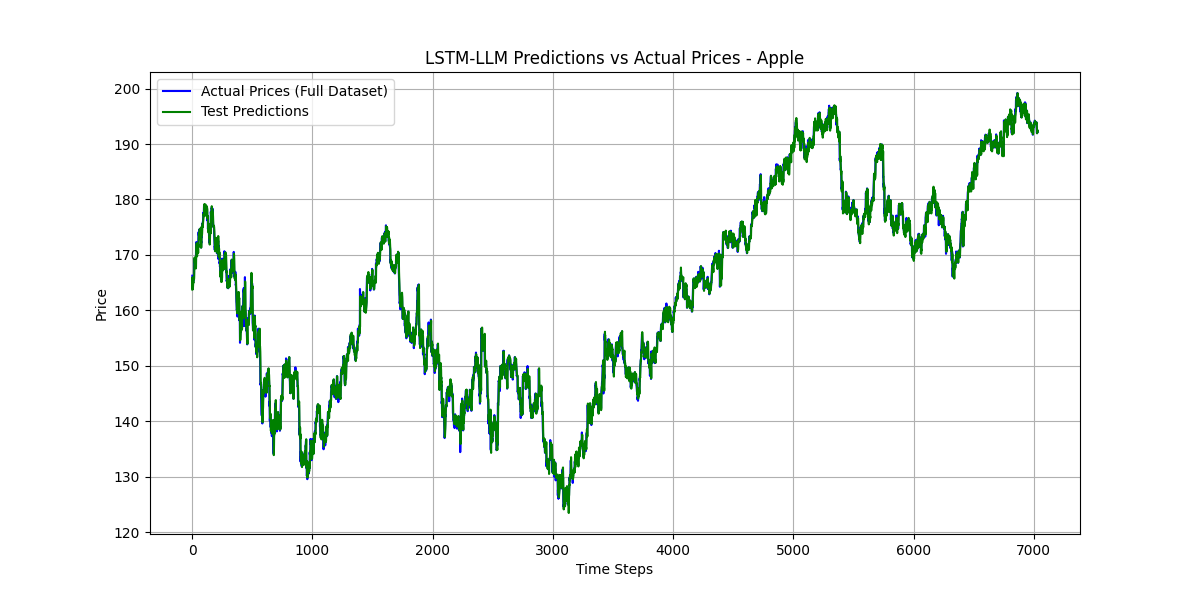 LSTM-LLM Predictions vs Actual Prices - Apple
Actual Prices (Full Dataset)
Test Predictions
200
190
180
170
160
150
140
130
120
Price
0 1000 2000 3000 4000 5000 6000 7000
Time Steps